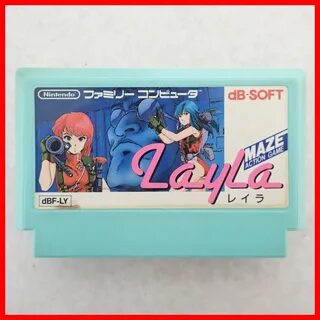 Nintendo ファミリーコンピュータ dB-SOFT
MAZE
ACTION GAME
Layla
レイラ
dBF-LY